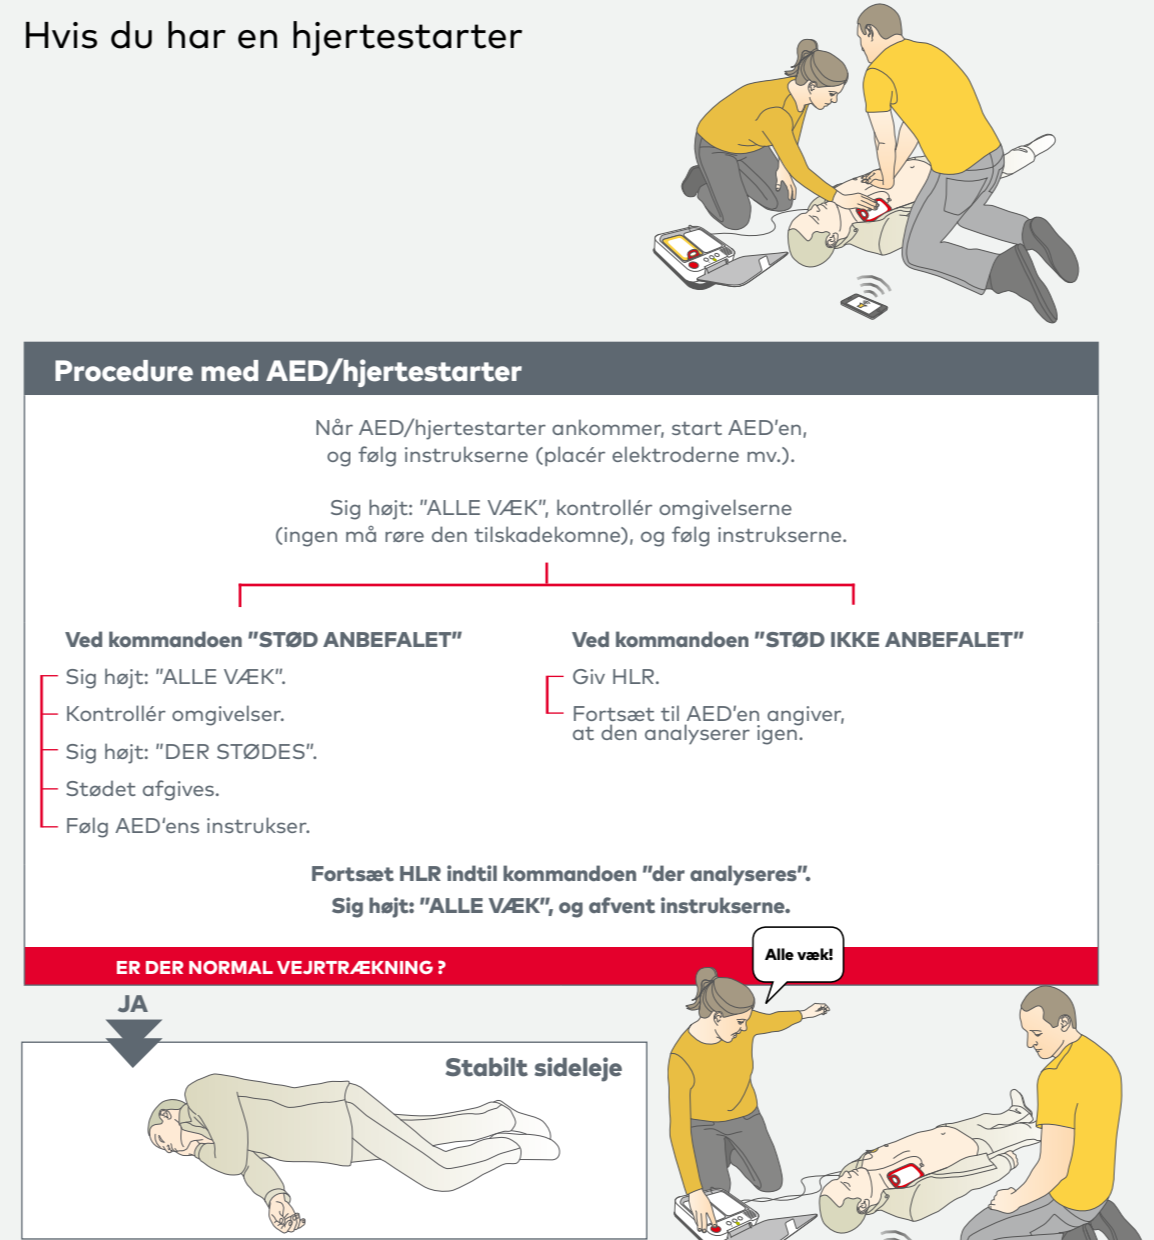 Hvis du har en hjertestarter
Procedure med AED/hjertestarter
Når AED/hjertestarter ankommer, start AED’en,
og følg instrukserne (placér elektroderne mv.).
Sig højt: ”ALLE VÆK”, kontrollér omgivelserne
(ingen må røre den tilskadekomne), og følg instrukserne.
Ved kommandoen ”STØD ANBEFALET”
Sig højt: ”ALLE VÆK”.
Kontrollér omgivelser.
Sig højt: ”DER STØDES”.
Stødet afgives.
Følg AED‘ens instrukser.
Ved kommandoen ”STØD IKKE ANBEFALET”
Giv HLR.
Fortsæt til AED’en angiver,
at den analyserer igen.
Fortsæt HLR indtil kommandoen ”der analyseres”.
Sig højt: ”ALLE VÆK”, og afvent instrukserne.
Alle væk!
ER DER NORMAL VEJRTRÆKNING ?
JA
Stabilt sideleje